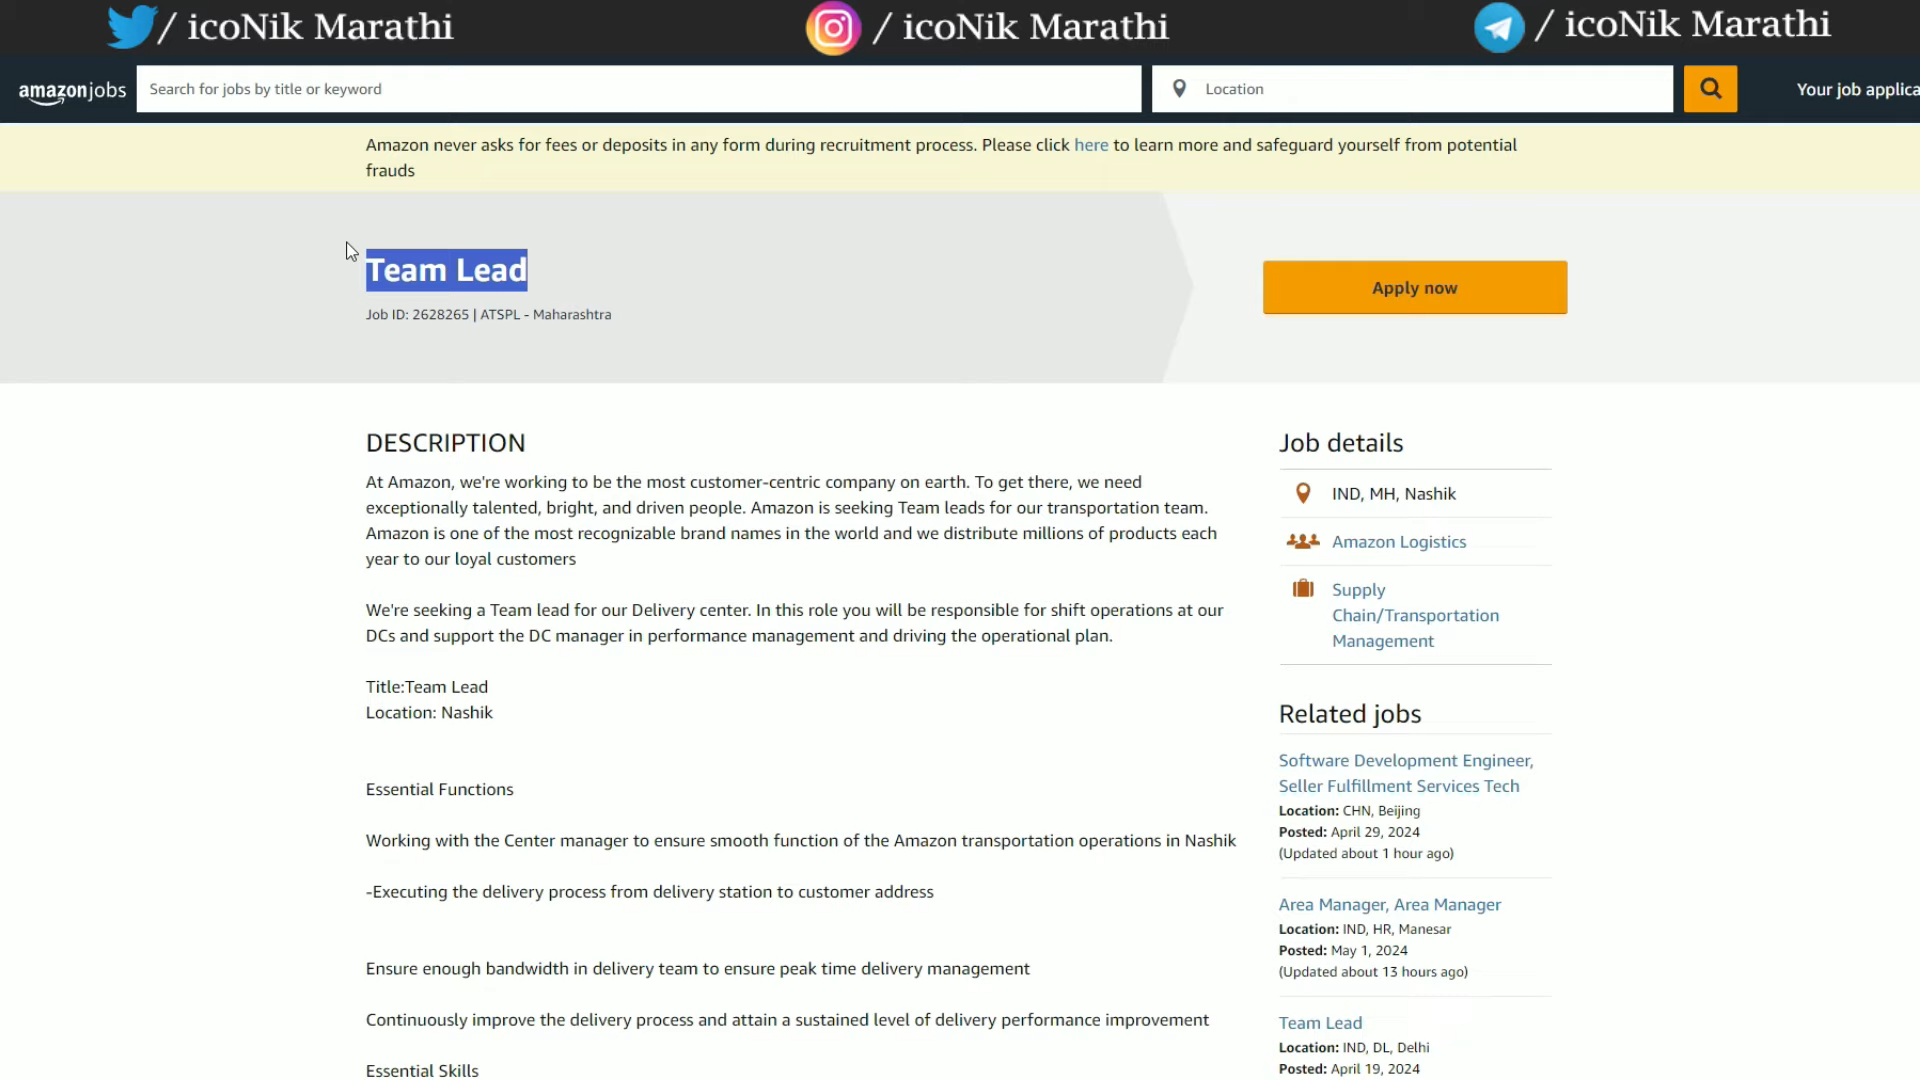 / icoNik Marathi
/ icoNik Marathi
/ icoNik Marathi
amazonjobs
Search for jobs by title or keyword
Location
Your job applica
Amazon never asks for fees or deposits in any form during recruitment process. Please click here to learn more and safeguard yourself from potential
frauds
Team Lead
Job ID: 2628265 | ATSPL - Maharashtra
Apply now
DESCRIPTION
At Amazon, we're working to be the most customer-centric company on earth. To get there, we need
exceptionally talented, bright, and driven people. Amazon is seeking Team leads for our transportation team.
Amazon is one of the most recognizable brand names in the world and we distribute millions of products each
year to our loyal customers
We're seeking a Team lead for our Delivery center. In this role you will be responsible for shift operations at our
DCs and support the DC manager in performance management and driving the operational plan.
Title:Team Lead
Location: Nashik
Essential Functions
Working with the Center manager to ensure smooth function of the Amazon transportation operations in Nashik
-Executing the delivery process from delivery station to customer address
Ensure enough bandwidth in delivery team to ensure peak time delivery management
Continuously improve the delivery process and attain a sustained level of delivery performance improvement
Essential Skills
Job details
IND, MH, Nashik
Amazon Logistics
Supply
Chain/Transportation
Management
Related jobs
Software Development Engineer,
Seller Fulfillment Services Tech
Location: CHN, Beijing
Posted: April 29, 2024
(Updated about 1 hour ago)
Area Manager, Area Manager
Location: IND, HR, Manesar
Posted: May 1, 2024
(Updated about 13 hours ago)
Team Lead
Location: IND, DL, Delhi
Posted: April 19, 2024